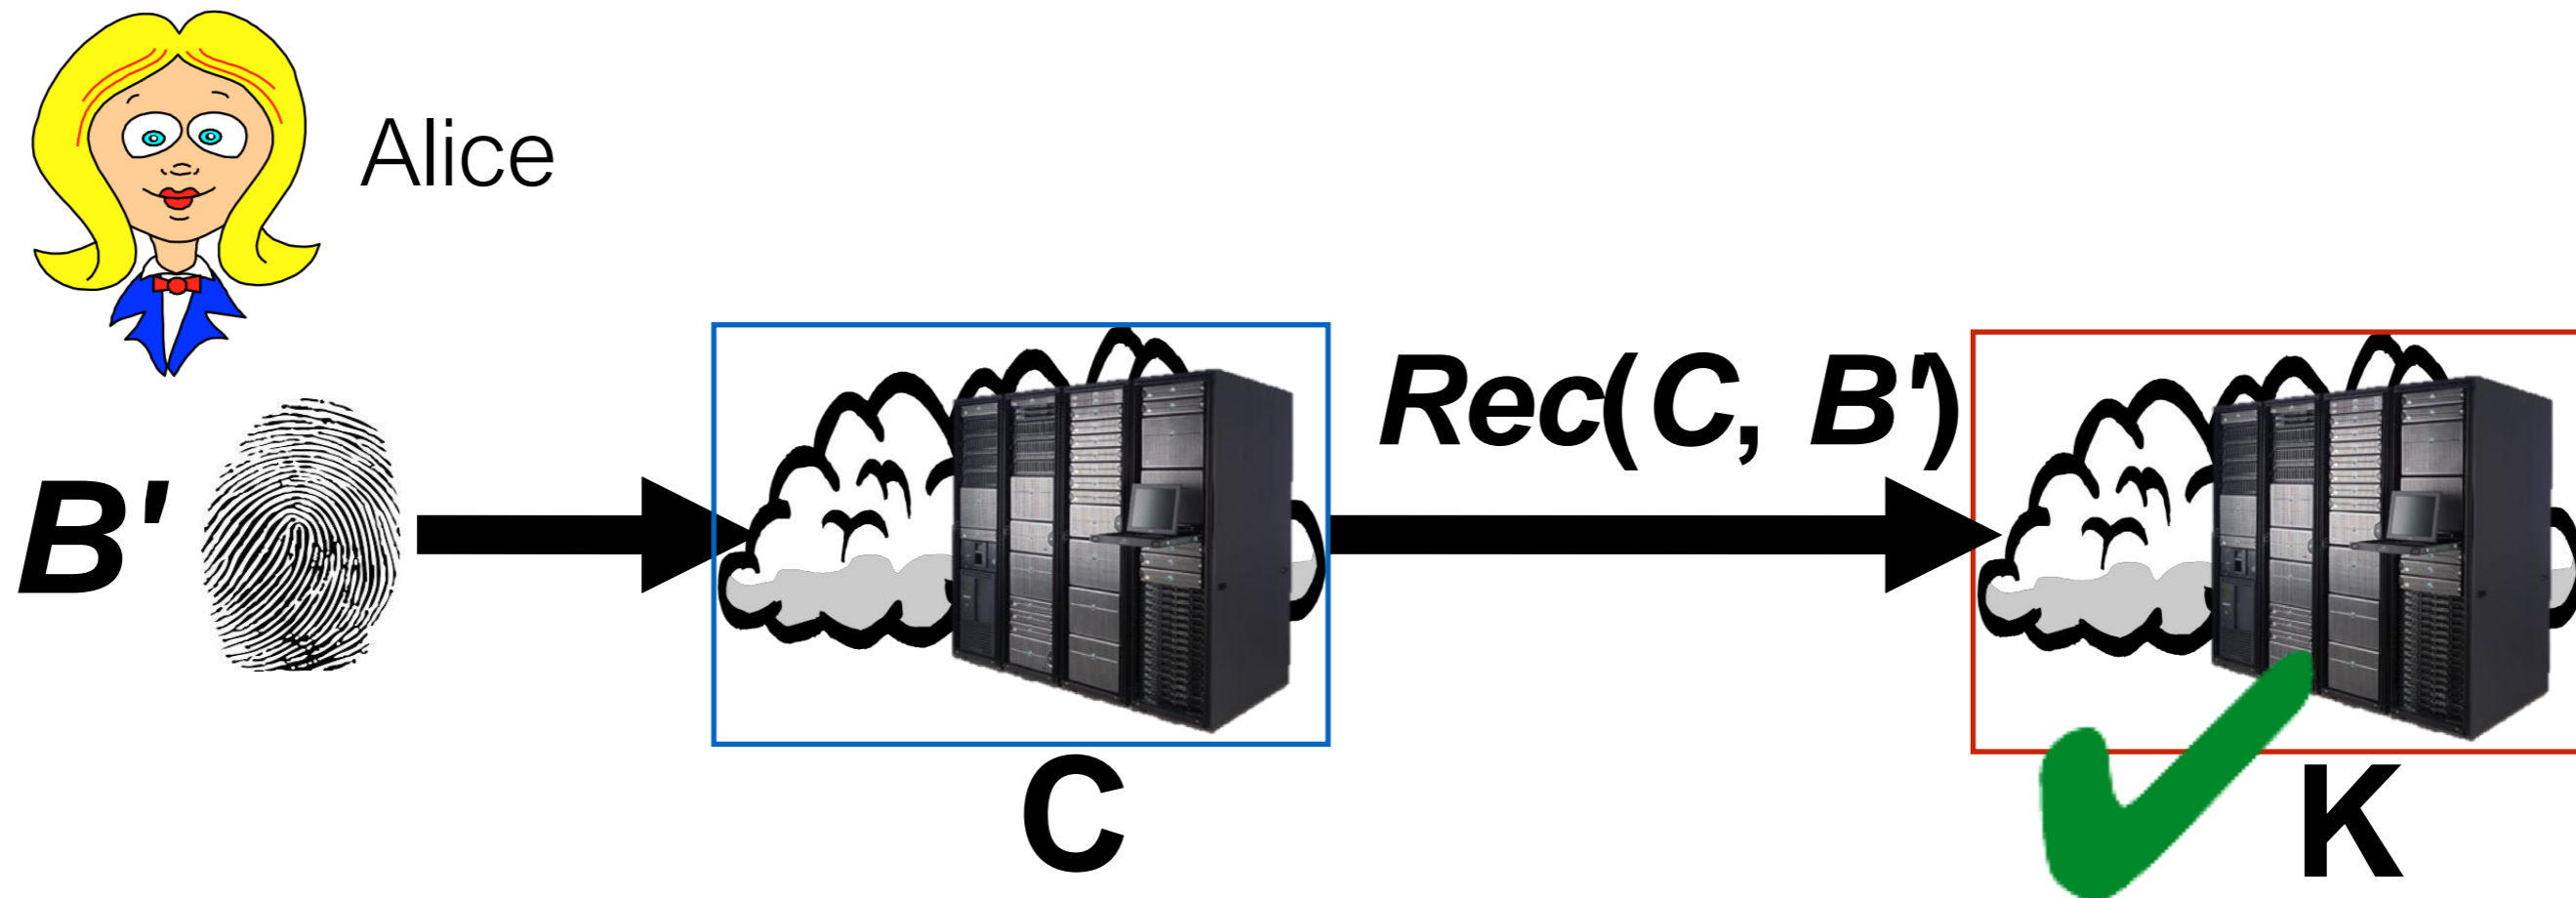 Alice
B'
Rec(C, B')
C
K